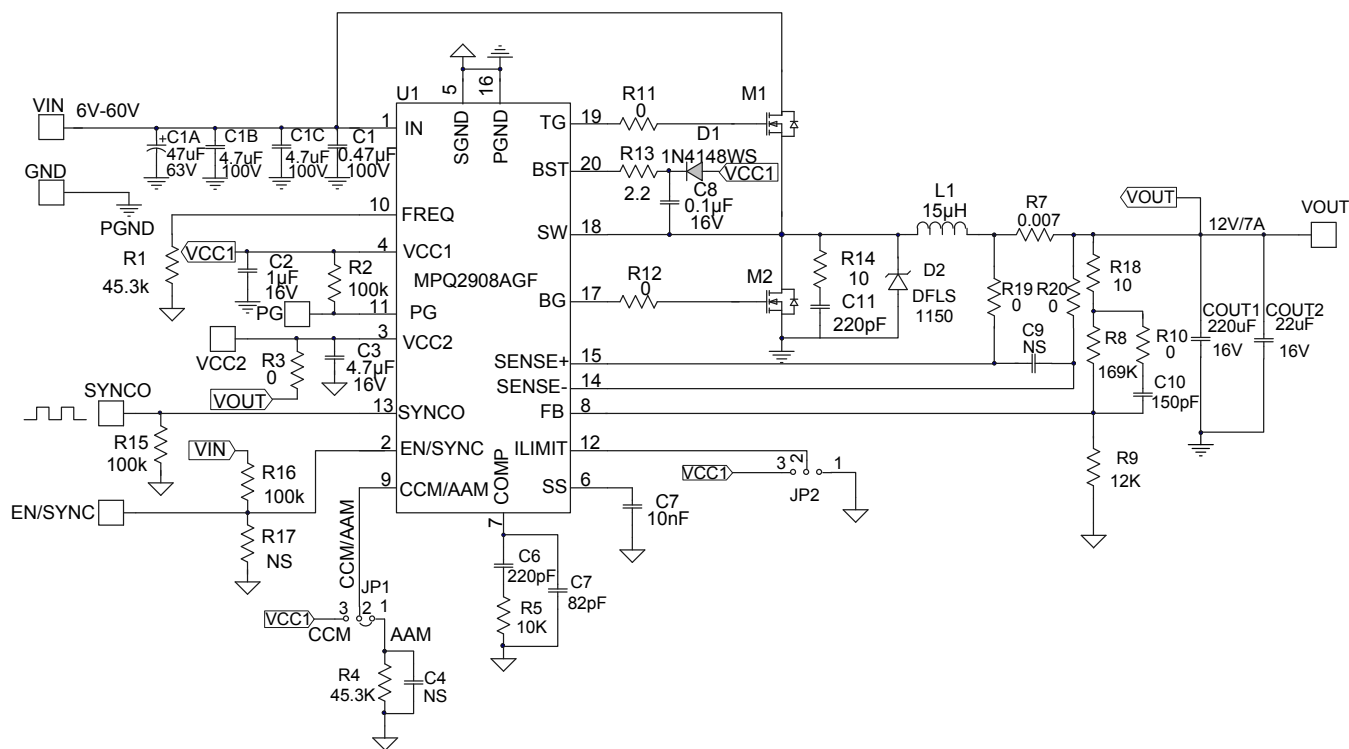 VIN 6V-60V
C1A
47uF
63V
C1B
4.7uF
100V
C1C
4.7uF
100V
C1
0.47µF
100V
GND
PGND
U1
MPQ2908AGF
5
SGND
16
PGND
1
IN
10
FREQ
4
VCC1
11
PG
3
VCC2
13
SYNCO
2
EN/SYNC
9
CCM/AAM
7
COMP
TG
19
BST
20
SW
18
BG
17
SENSE+
15
SENSE-
14
FB
8
ILIMIT
12
SS
6
R1
45.3k
VCC1
C2
1µF
16V
R2
100k
PG
VCC2
R3
0
C3
4.7µF
16V
VOUT
SYNCO
R15
100k
VIN
R16
100k
EN/SYNC
R17
NS
CCM/AAM
JP1
VCC1
3
2
1
CCM
AAM
R4
45.3K
C4
NS
C6
220pF
R5
10K
C7
82pF
C7
10nF
R11
0
M1
D1
1N4148WS
VCC1
R13
2.2
C8
0.1µF
16V
R12
0
M2
R14
10
C11
220pF
D2
DFLS
1150
L1
15µH
R7
0.007
R19
0
R20
0
C9
NS
VOUT
12V/7A
VOUT
R18
10
R8
169K
R10
0
C10
150pF
R9
12K
COUT1
220uF
16V
COUT2
22uF
16V
VCC1
3
2
1
JP2